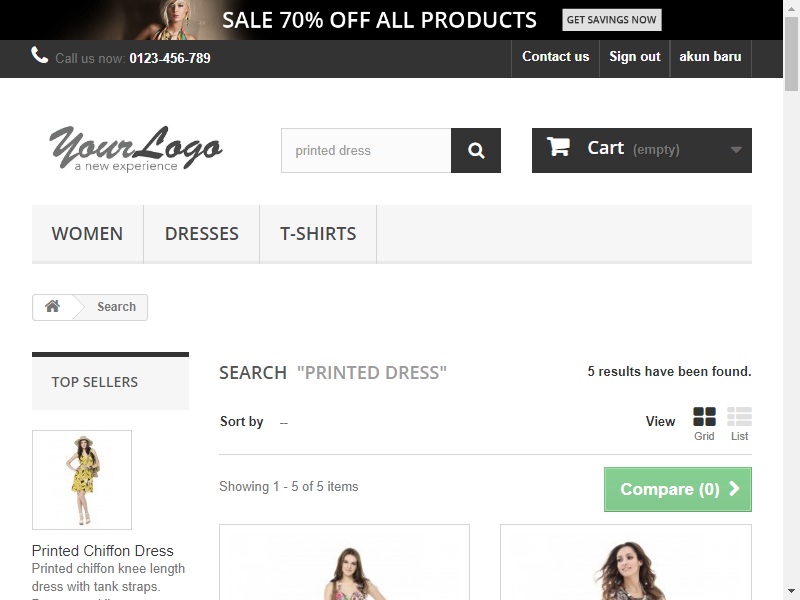 SALE 70% OFF ALL PRODUCTS GET SAVINGS NOW
Call us now: 0123-456-789 Contact us Sign out akun baru
YourLogo
a new experience
printed dress
Cart (empty)
WOMEN DRESSES T-SHIRTS
Search
TOP SELLERS
SEARCH "PRINTED DRESS" 5 results have been found.
Sort by -- View Grid List
Showing 1 - 5 of 5 items Compare (0)
Printed Chiffon Dress
Printed chiffon knee length
dress with tank straps.